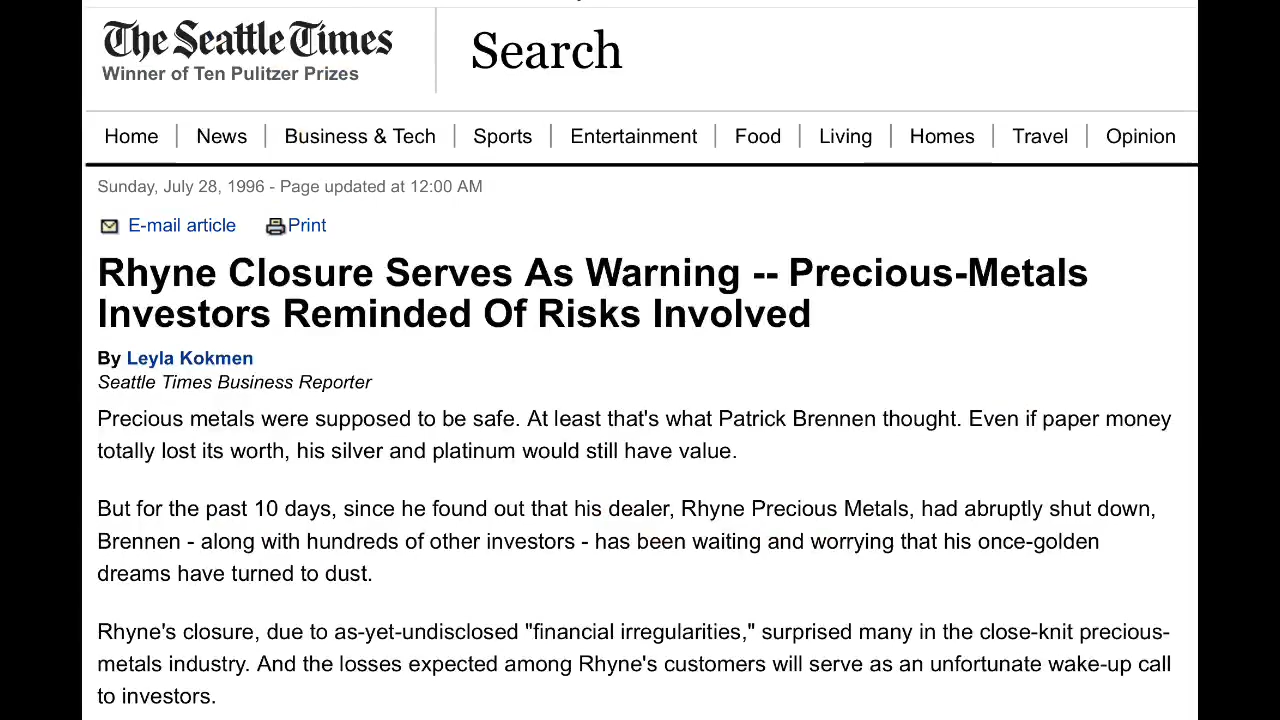 The Seattle Times
Winner of Ten Pulitzer Prizes
Search
Home News Business & Tech Sports Entertainment Food Living Homes Travel Opinion
Sunday, July 28, 1996 - Page updated at 12:00 AM
E-mail article Print
Rhyne Closure Serves As Warning -- Precious-Metals
Investors Reminded Of Risks Involved
By Leyla Kokmen
Seattle Times Business Reporter
Precious metals were supposed to be safe. At least that's what Patrick Brennen thought. Even if paper money
totally lost its worth, his silver and platinum would still have value.
But for the past 10 days, since he found out that his dealer, Rhyne Precious Metals, had abruptly shut down,
Brennen - along with hundreds of other investors - has been waiting and worrying that his once-golden
dreams have turned to dust.
Rhyne's closure, due to as-yet-undisclosed "financial irregularities," surprised many in the close-knit precious-
metals industry. And the losses expected among Rhyne's customers will serve as an unfortunate wake-up call
to investors.